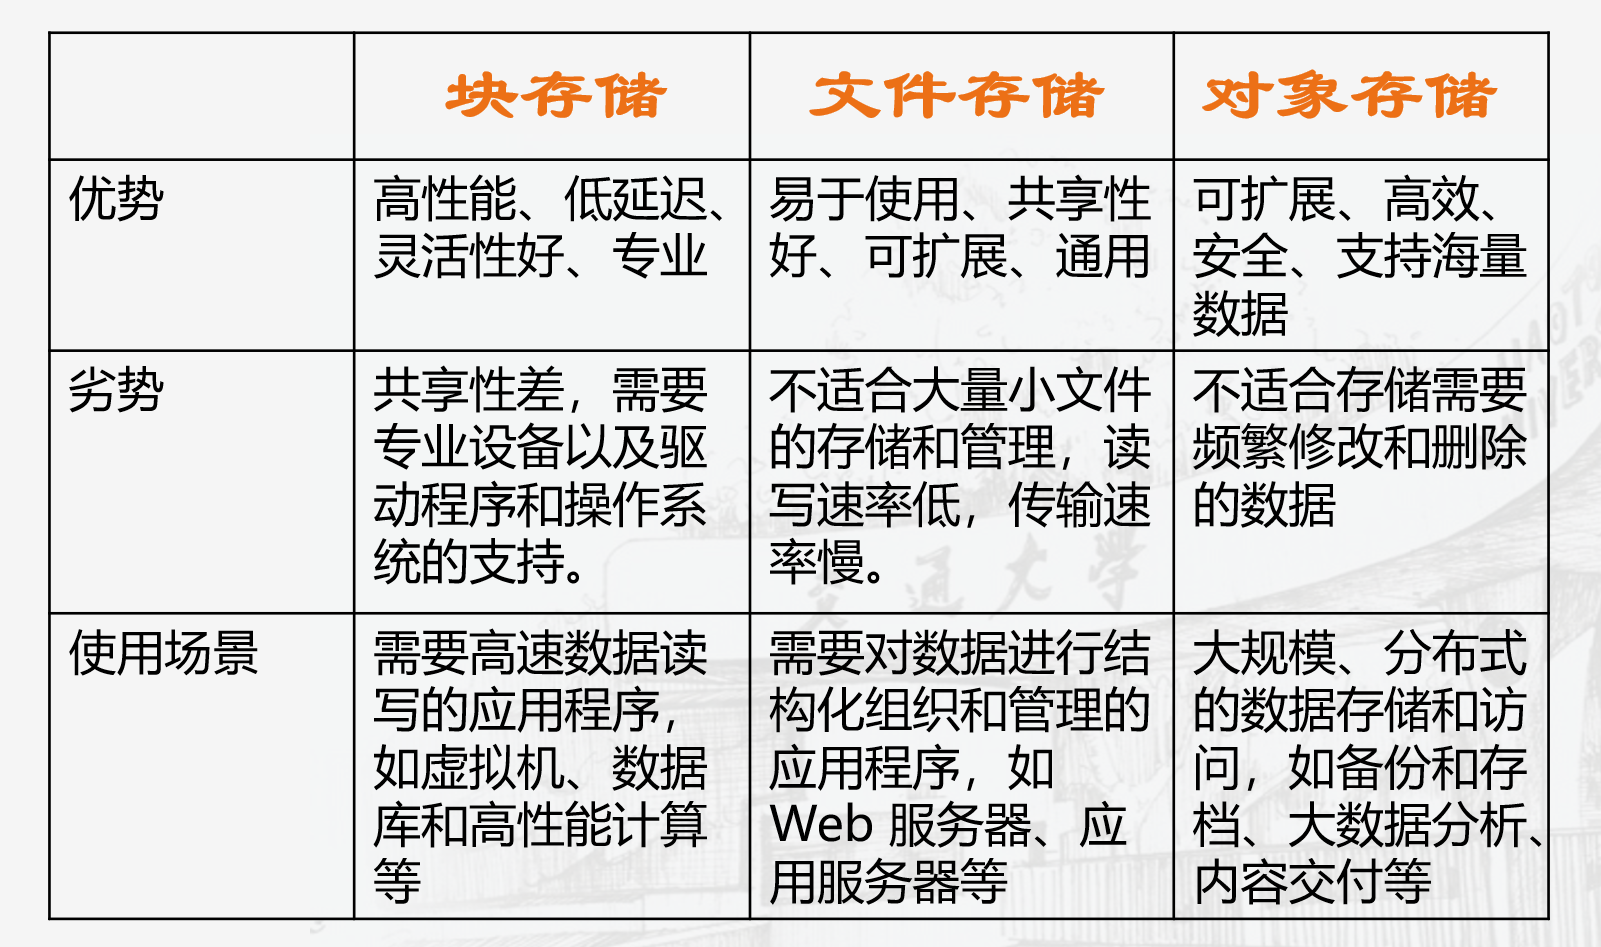 块存储
文件存储
对象存储
优势
高性能、低延迟、
灵活性好、专业
易于使用、共享性
好、可扩展、通用
可扩展、高效、
安全、支持海量
数据
劣势
共享性差，需要
专业设备以及驱
动程序和操作系
统的支持。
不适合大量小文件
的存储和管理，读
写速率低，传输速
率慢。
不适合存储需要
频繁修改和删除
的数据
使用场景
需要高速数据读
写的应用程序，
如虚拟机、数据
库和高性能计算
等
需要对数据进行结
构化组织和管理的
应用程序，如
Web 服务器、应
用服务器等
大规模、分布式
的数据存储和访
问，如备份和存
档、大数据分析、
内容交付等
交通大學